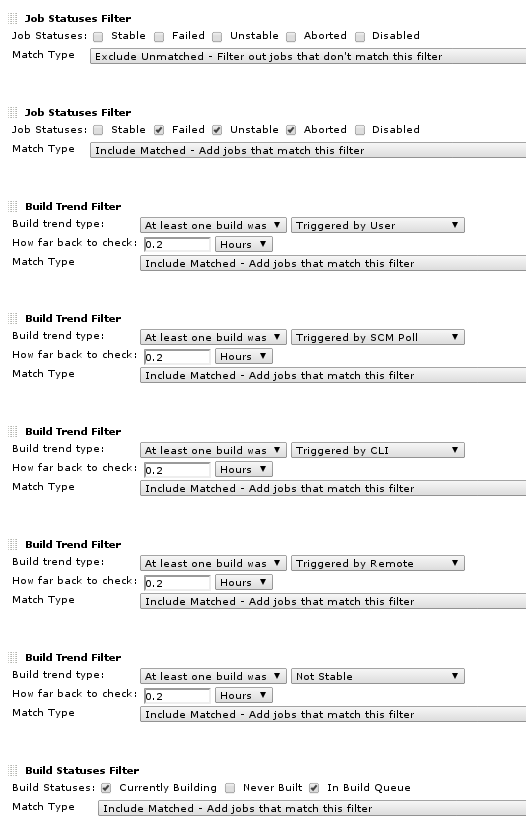 Job Statuses Filter
Job Statuses: Stable Failed Unstable Aborted Disabled
Match Type Exclude Unmatched - Filter out jobs that don't match this filter
Job Statuses Filter
Job Statuses: Stable Failed Unstable Aborted Disabled
Match Type Include Matched - Add jobs that match this filter
Build Trend Filter
Build trend type: At least one build was Triggered by User
How far back to check: 0.2 Hours
Match Type Include Matched - Add jobs that match this filter
Build Trend Filter
Build trend type: At least one build was Triggered by SCM Poll
How far back to check: 0.2 Hours
Match Type Include Matched - Add jobs that match this filter
Build Trend Filter
Build trend type: At least one build was Triggered by CLI
How far back to check: 0.2 Hours
Match Type Include Matched - Add jobs that match this filter
Build Trend Filter
Build trend type: At least one build was Triggered by Remote
How far back to check: 0.2 Hours
Match Type Include Matched - Add jobs that match this filter
Build Trend Filter
Build trend type: At least one build was Not Stable
How far back to check: 0.2 Hours
Match Type Include Matched - Add jobs that match this filter
Build Statuses Filter
Build Statuses: Currently Building Never Built In Build Queue
Match Type Include Matched - Add jobs that match this filter